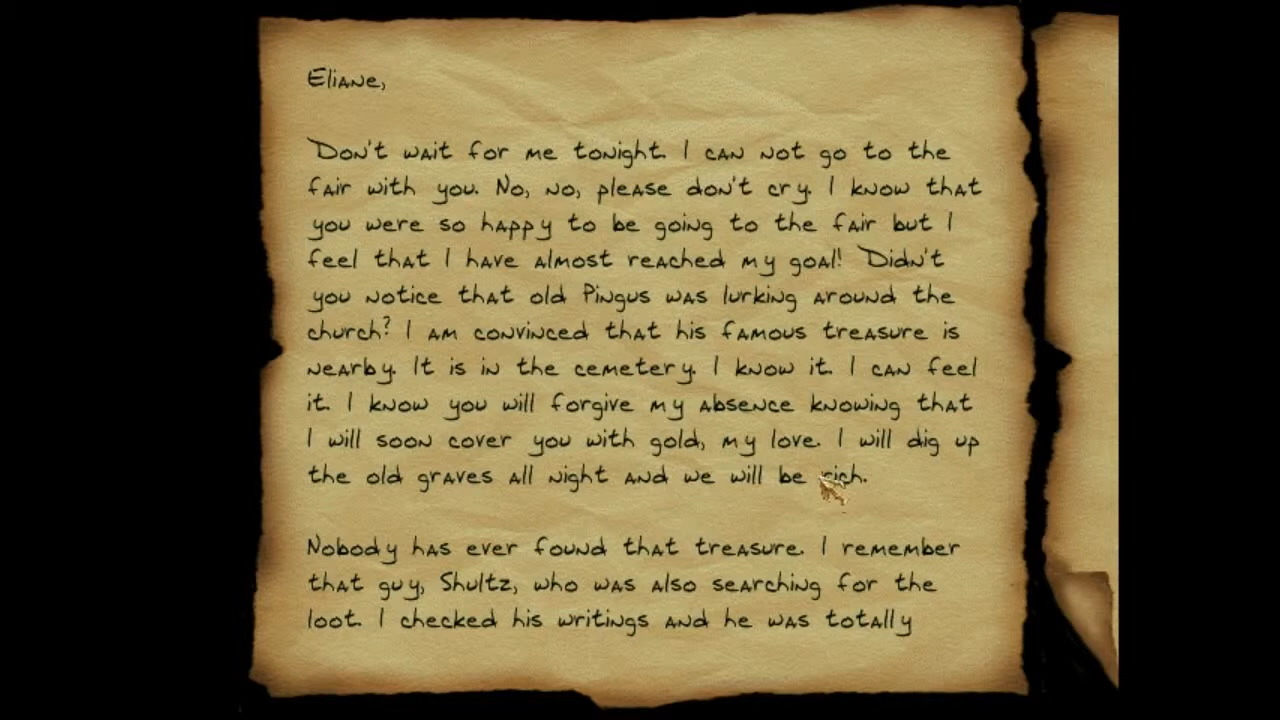 Eliane,
Don't wait for me tonight. I can not go to the
fair with you. No, no, please don't cry. I know that
you were so happy to be going to the fair but I
feel that I have almost reached my goal! Didn't
you notice that old Pingus was lurking around the
church? I am convinced that his famous treasure is
nearby. It is in the cemetery. I know it. I can feel
it. I know you will forgive my absence knowing that
I will soon cover you with gold, my love. I will dig up
the old graves all night and we will be rich.
Nobody has ever found that treasure. I remember
that guy, Shultz, who was also searching for the
loot. I checked his writings and he was totally